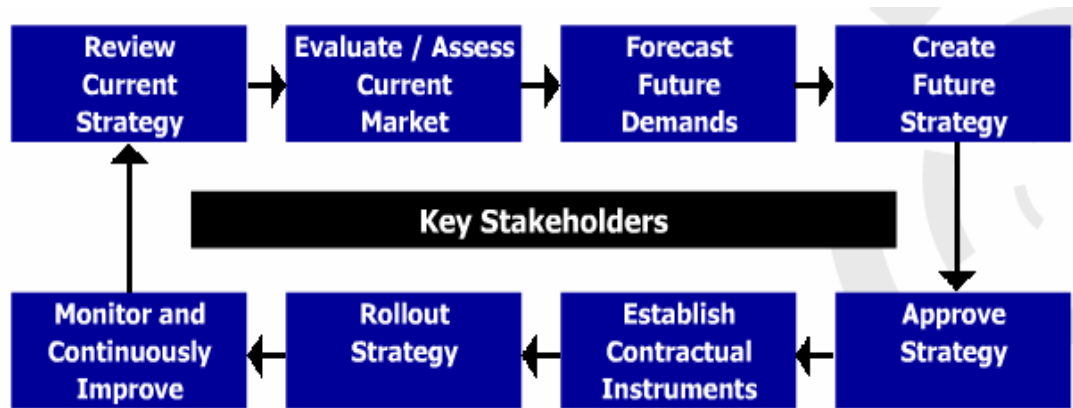 Review
Current
Strategy
Evaluate / Assess
Current
Market
Forecast
Future
Demands
Create
Future
Strategy
Key Stakeholders
Monitor and
Continuously
Improve
Rollout
Strategy
Establish
Contractual
Instruments
Approve
Strategy